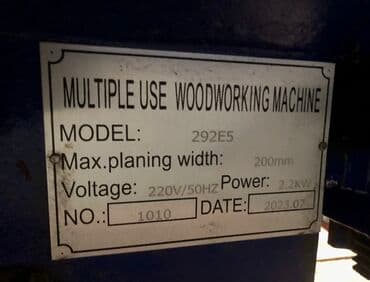 MULTIPLE USE WOODWORKING MACHINE
MODEL: 292E5
Max.planing width: 200mm
Voltage: 220V/50HZ Power: 2.2KW
NO.: 1010 DATE: 2023.07